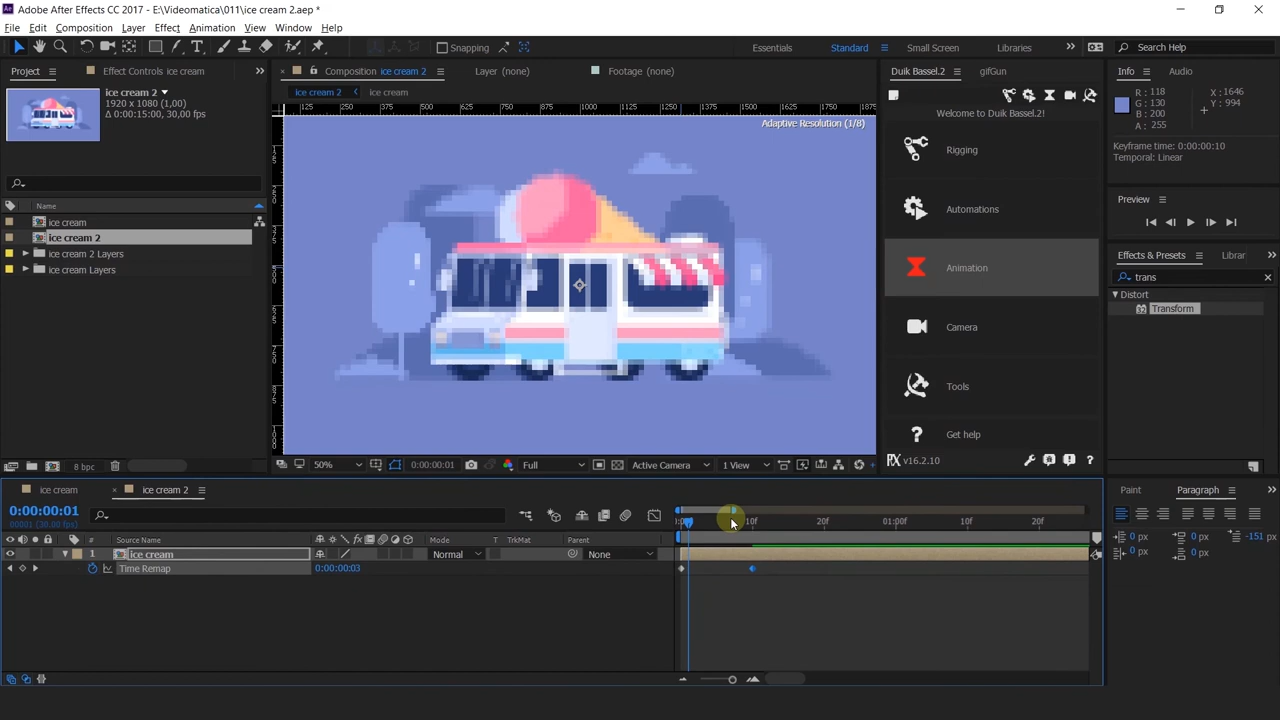 Adobe After Effects CC 2017 - E:\Videomatica\011\ice cream 2.aep *
File Edit Composition Layer Effect Animation View Window Help
Snapping Essentials Standard Small Screen Libraries Search Help
Project Effect Controls ice cream
Composition ice cream 2 Layer (none) Footage (none)
Duik Bassel.2 gifGun
Info Audio
ice cream 2
1920 x 1080 (1,00)
Δ 0:00:15:00, 30,00 fps
ice cream 2 ice cream
Adaptive Resolution (1/8)
Welcome to Duik Bassel.2!
R : 118
G : 130
B : 200
A : 255
X : 1646
Y : 994
Keyframe time: 0:00:00:10
Temporal: Linear
Name
ice cream
ice cream 2
ice cream 2 Layers
ice cream Layers
Rigging
Automations
Animation
Camera
Tools
Get help
v16.2.10
Preview
Effects & Presets Librar
trans
Distort
32 Transform
8 bpc
50% 0:00:00:01 Full Active Camera 1 View
ice cream ice cream 2
Paint Paragraph
0:00:00:01
00001 (30.00 fps)
10f 20f 01:00f 10f 20f
# Source Name Mode T TrkMat Parent
1 ice cream Normal None
Time Remap 0:00:00:03
0 px 0 px -151 px
0 px 0 px